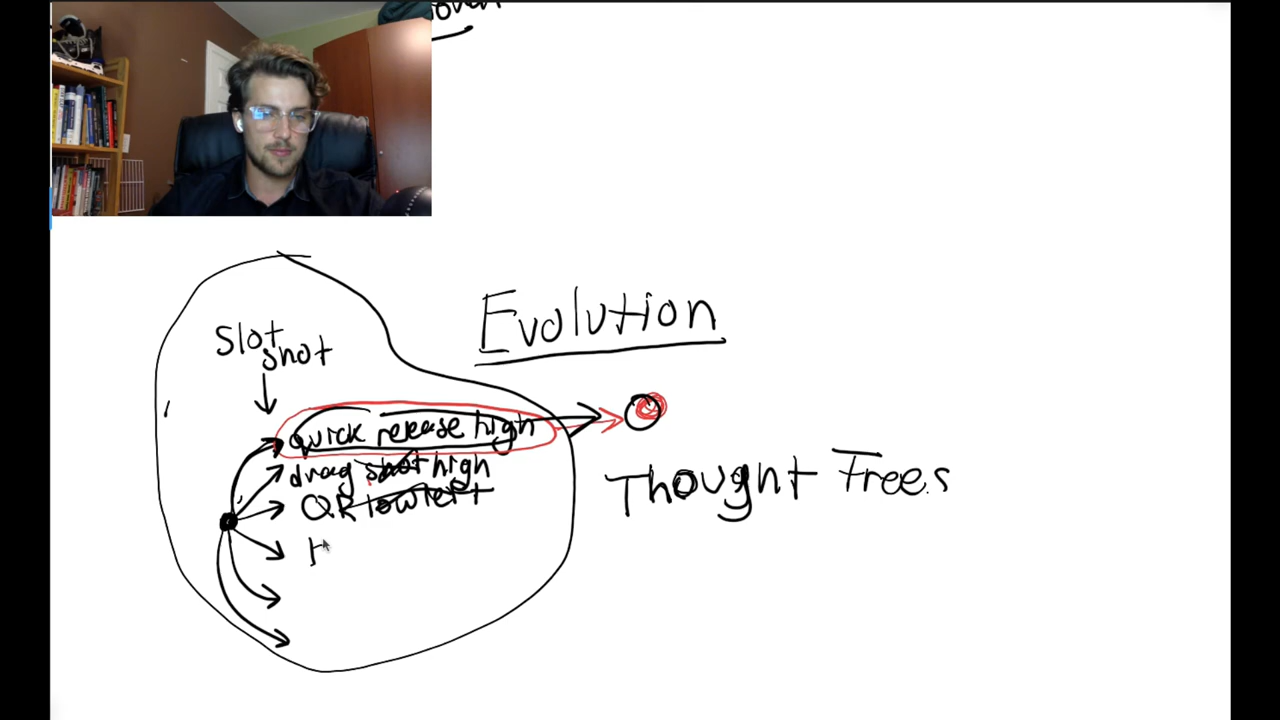 Evolution
Slot
shot
quick release high
drag shot high
QR low left
Thought Trees